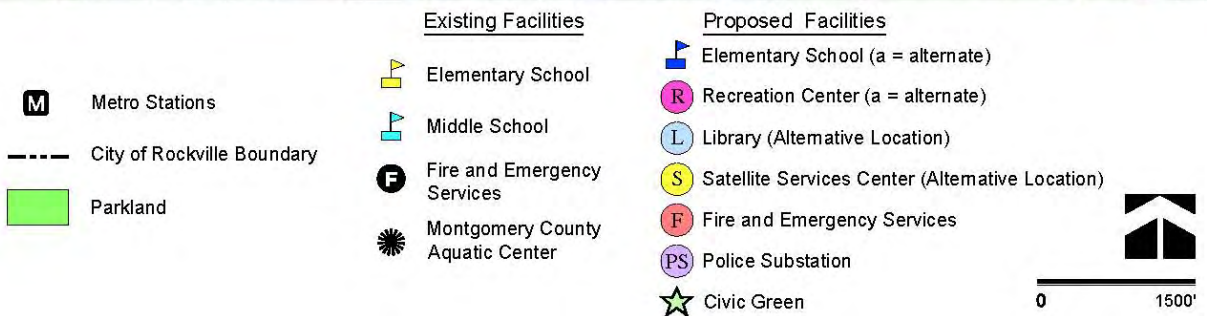 M Metro Stations
City of Rockville Boundary
Parkland
Existing Facilities
Elementary School
Middle School
F Fire and Emergency
Services
Montgomery County
Aquatic Center
Proposed Facilities
Elementary School (a = alternate)
R Recreation Center (a = alternate)
L Library (Alternative Location)
S Satellite Services Center (Alternative Location)
F Fire and Emergency Services
PS Police Substation
Civic Green
0 1500'